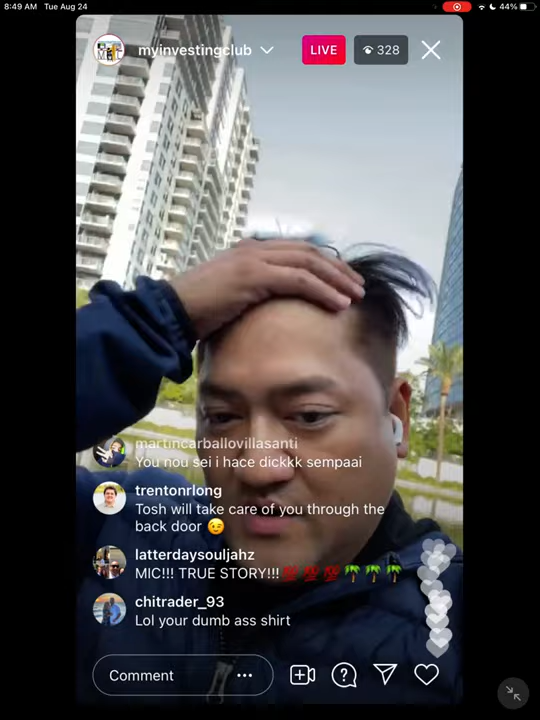 8:49 AM Tue Aug 24
44%
myinvestingclub
LIVE
328
martincarballovillasanti
You nou sei i hace dickkk sempaai
trentonrlong
Tosh will take care of you through the
back door 😉
latterdaysouljahz
MIC!!! TRUE STORY!!!💯💯💯🌴🌴🌴
chitrader_93
Lol your dumb ass shirt
Comment